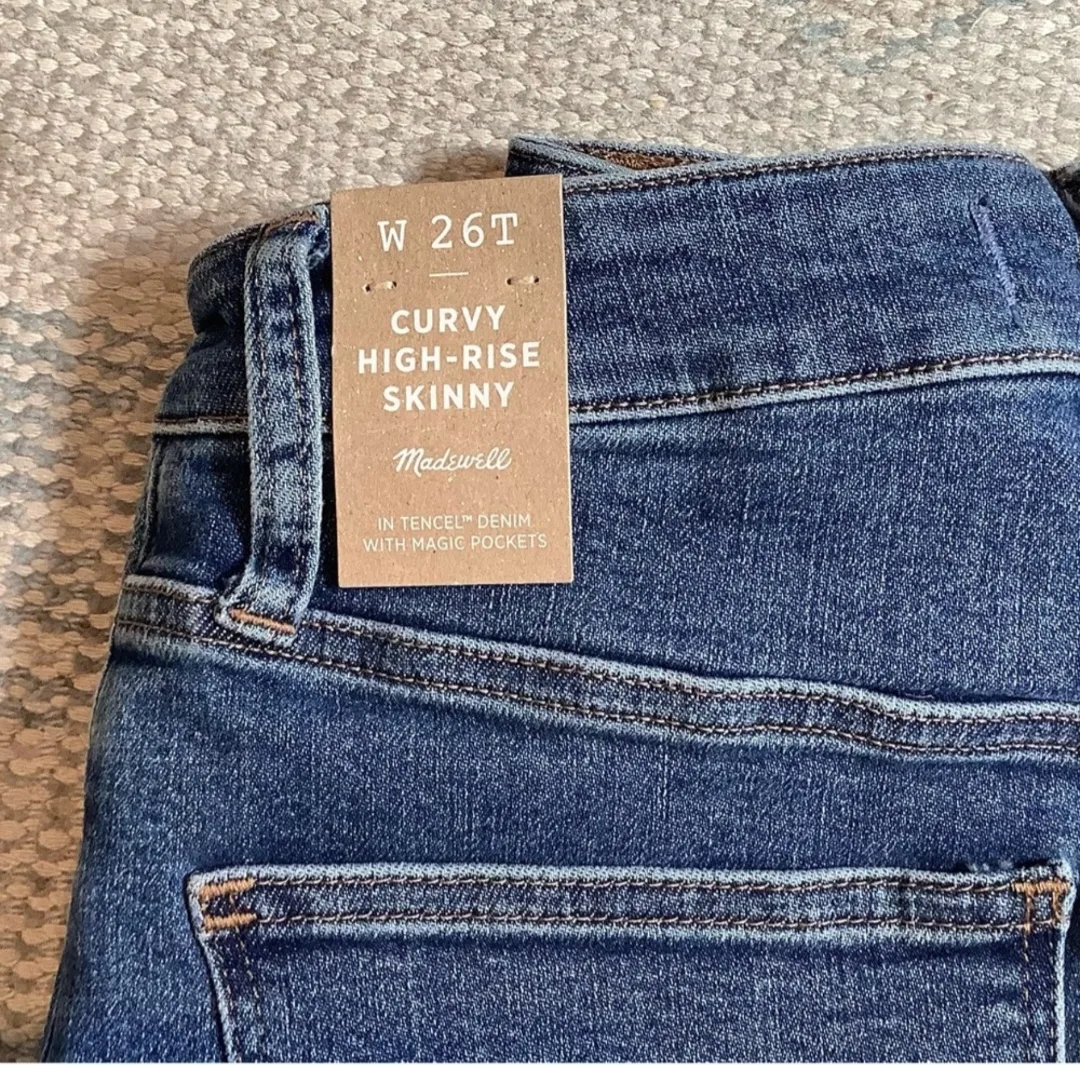 W 26T
CURVY
HIGH-RISE
SKINNY
Madewell
IN TENCEL™ DENIM
WITH MAGIC POCKETS